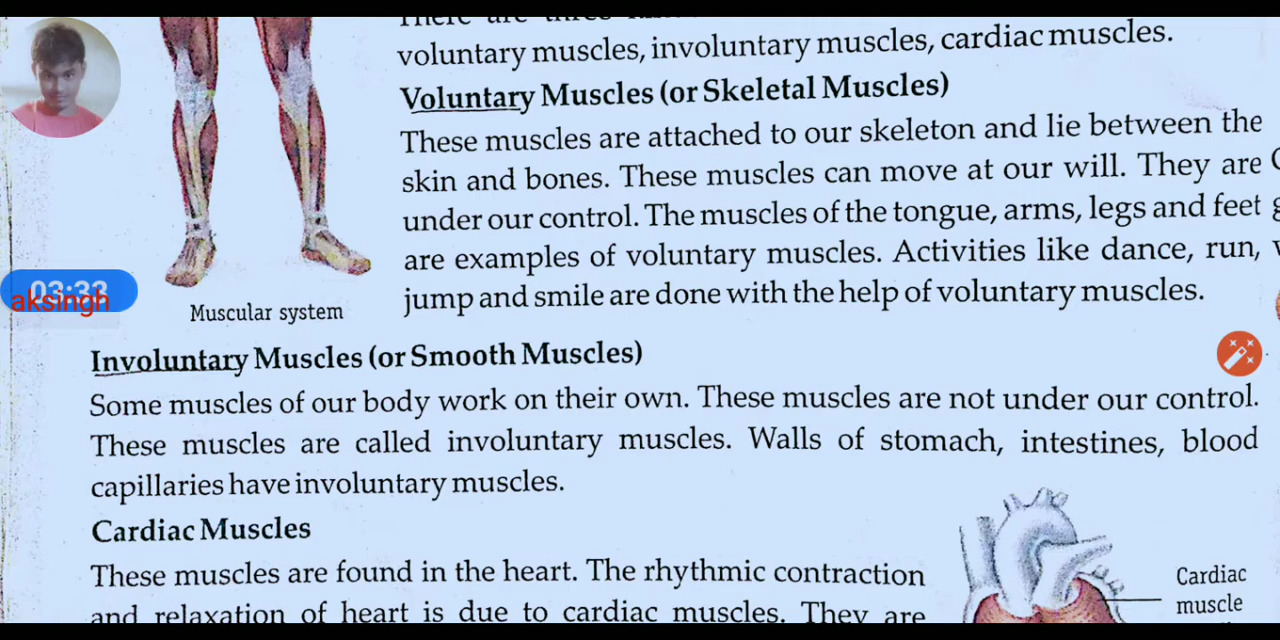 There are three
voluntary muscles, involuntary muscles, cardiac muscles.
Voluntary Muscles (or Skeletal Muscles)
These muscles are attached to our skeleton and lie between the
skin and bones. These muscles can move at our will. They are
under our control. The muscles of the tongue, arms, legs and feet
are examples of voluntary muscles. Activities like dance, run,
jump and smile are done with the help of voluntary muscles.
03:33
aksingh
Muscular system
Involuntary Muscles (or Smooth Muscles)
Some muscles of our body work on their own. These muscles are not under our control.
These muscles are called involuntary muscles. Walls of stomach, intestines, blood
capillaries have involuntary muscles.
Cardiac Muscles
These muscles are found in the heart. The rhythmic contraction
and relaxation of heart is due to cardiac muscles. They are
Cardiac
muscle